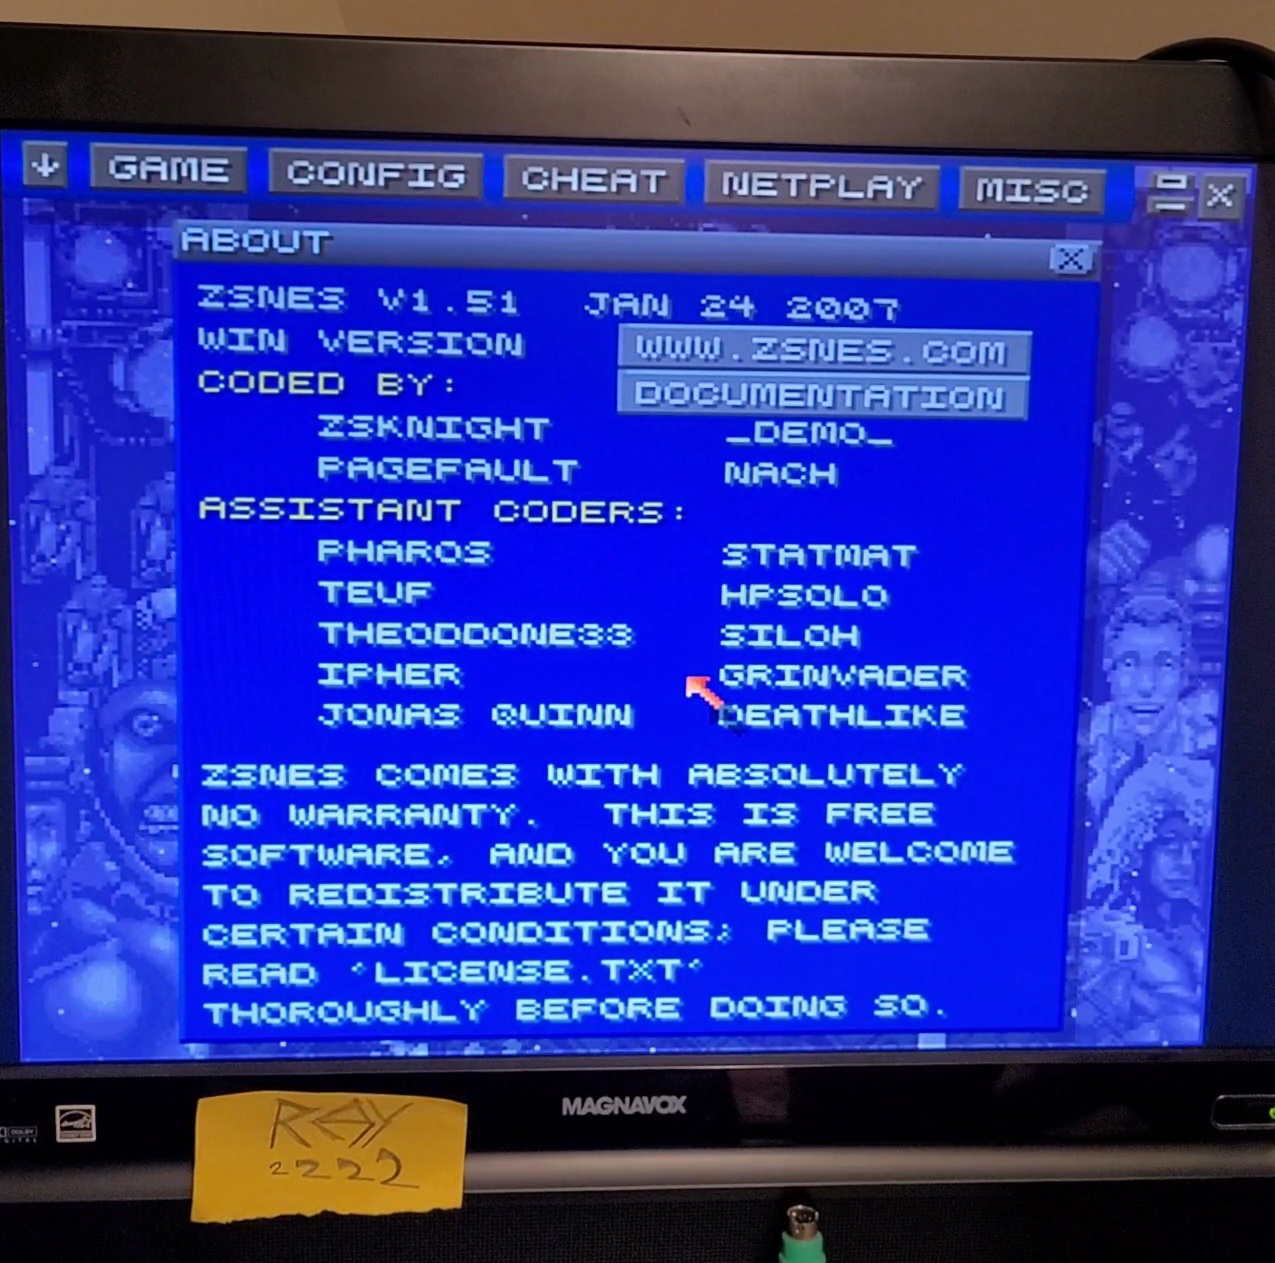 GAME CONFIG CHEAT NETPLAY MISC
ABOUT
ZSNES V1.51 JAN 24 2007
WIN VERSION WWW.ZSNES.COM
CODED BY: DOCUMENTATION
ZSKNIGHT _DEMO_
PAGEFAULT NACH
ASSISTANT CODERS:
PHAROS STATMAT
TEUF HPSOLO
THEODDONE33 SILOH
IPHER GRINVADER
JONAS QUINN DEATHLIKE
ZSNES COMES WITH ABSOLUTELY
NO WARRANTY. THIS IS FREE
SOFTWARE, AND YOU ARE WELCOME
TO REDISTRIBUTE IT UNDER
CERTAIN CONDITIONS; PLEASE
READ 'LICENSE.TXT'
THOROUGHLY BEFORE DOING SO.
MAGNAVOX
RAY
2222